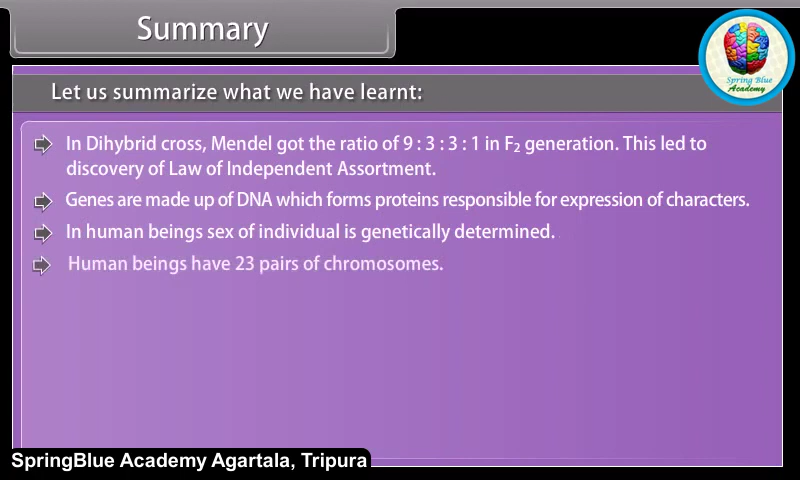 Summary
Spring Blue
Academy
Let us summarize what we have learnt:
In Dihybrid cross, Mendel got the ratio of 9 : 3 : 3 : 1 in F₂ generation. This led to
discovery of Law of Independent Assortment.
Genes are made up of DNA which forms proteins responsible for expression of characters.
In human beings sex of individual is genetically determined.
Human beings have 23 pairs of chromosomes.
SpringBlue Academy Agartala, Tripura